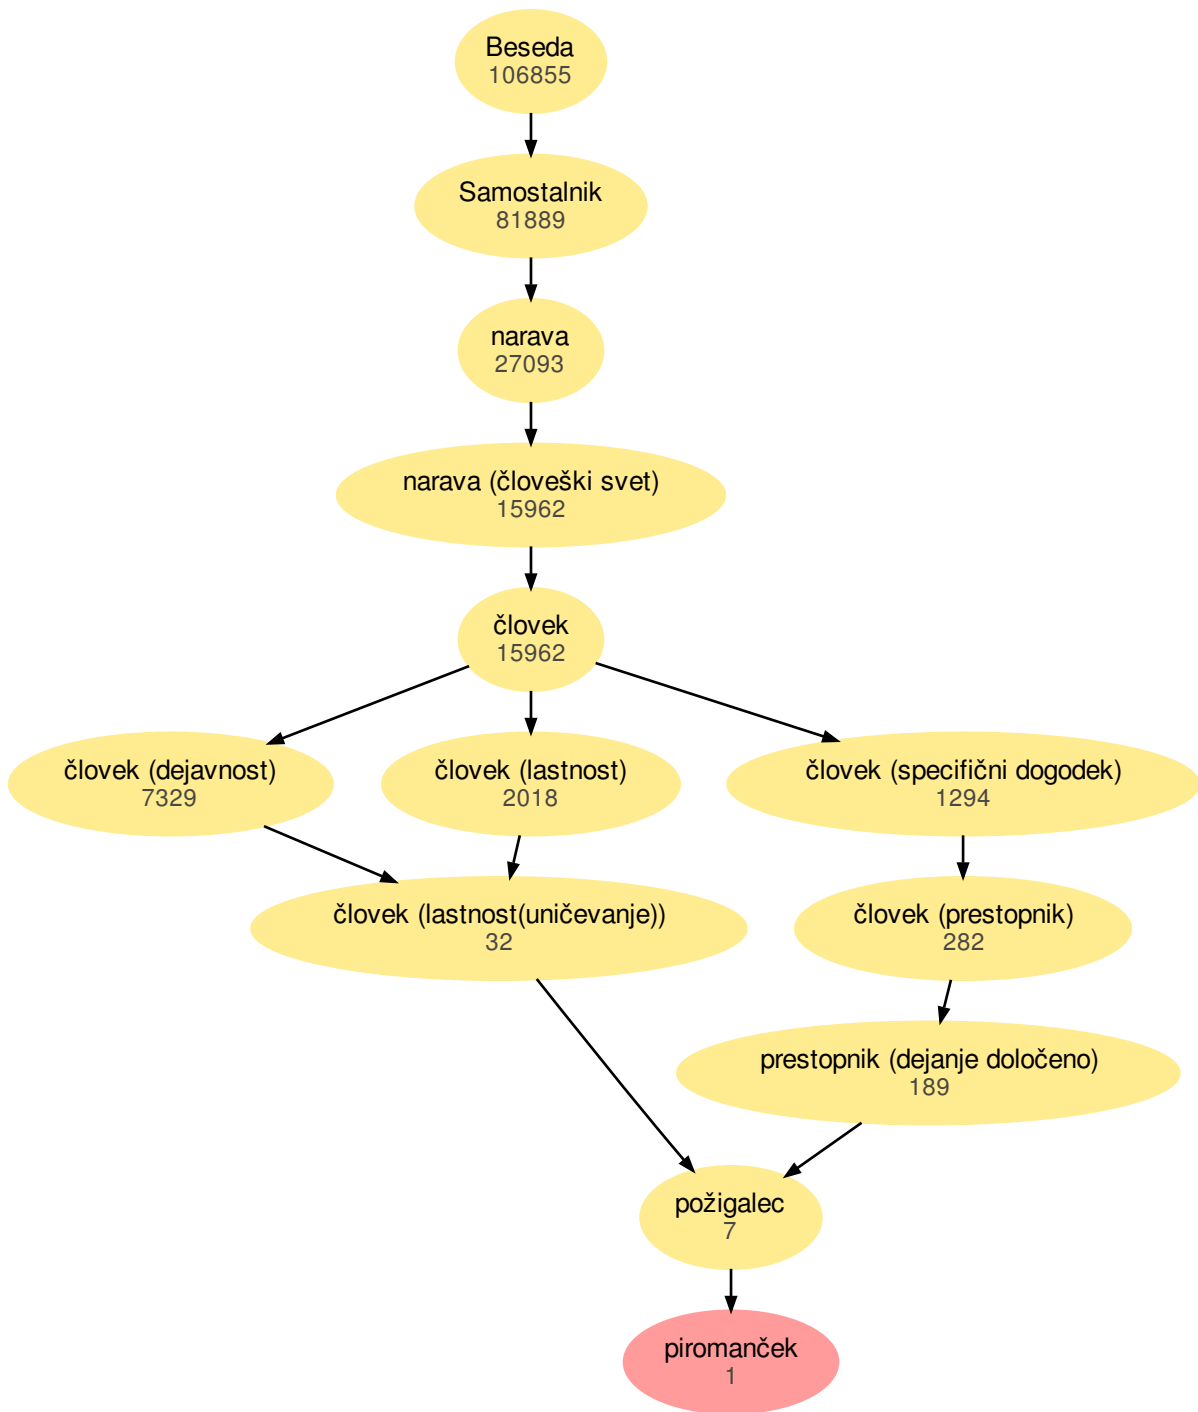 Beseda
106855
Samostalnik
81889
narava
27093
narava (človeški svet)
15962
človek
15962
človek (dejavnost)
7329
človek (lastnost)
2018
človek (specifični dogodek)
1294
človek (lastnost(uničevanje))
32
človek (prestopnik)
282
prestopnik (dejanje določeno)
189
požigalec
7
piromanček
1